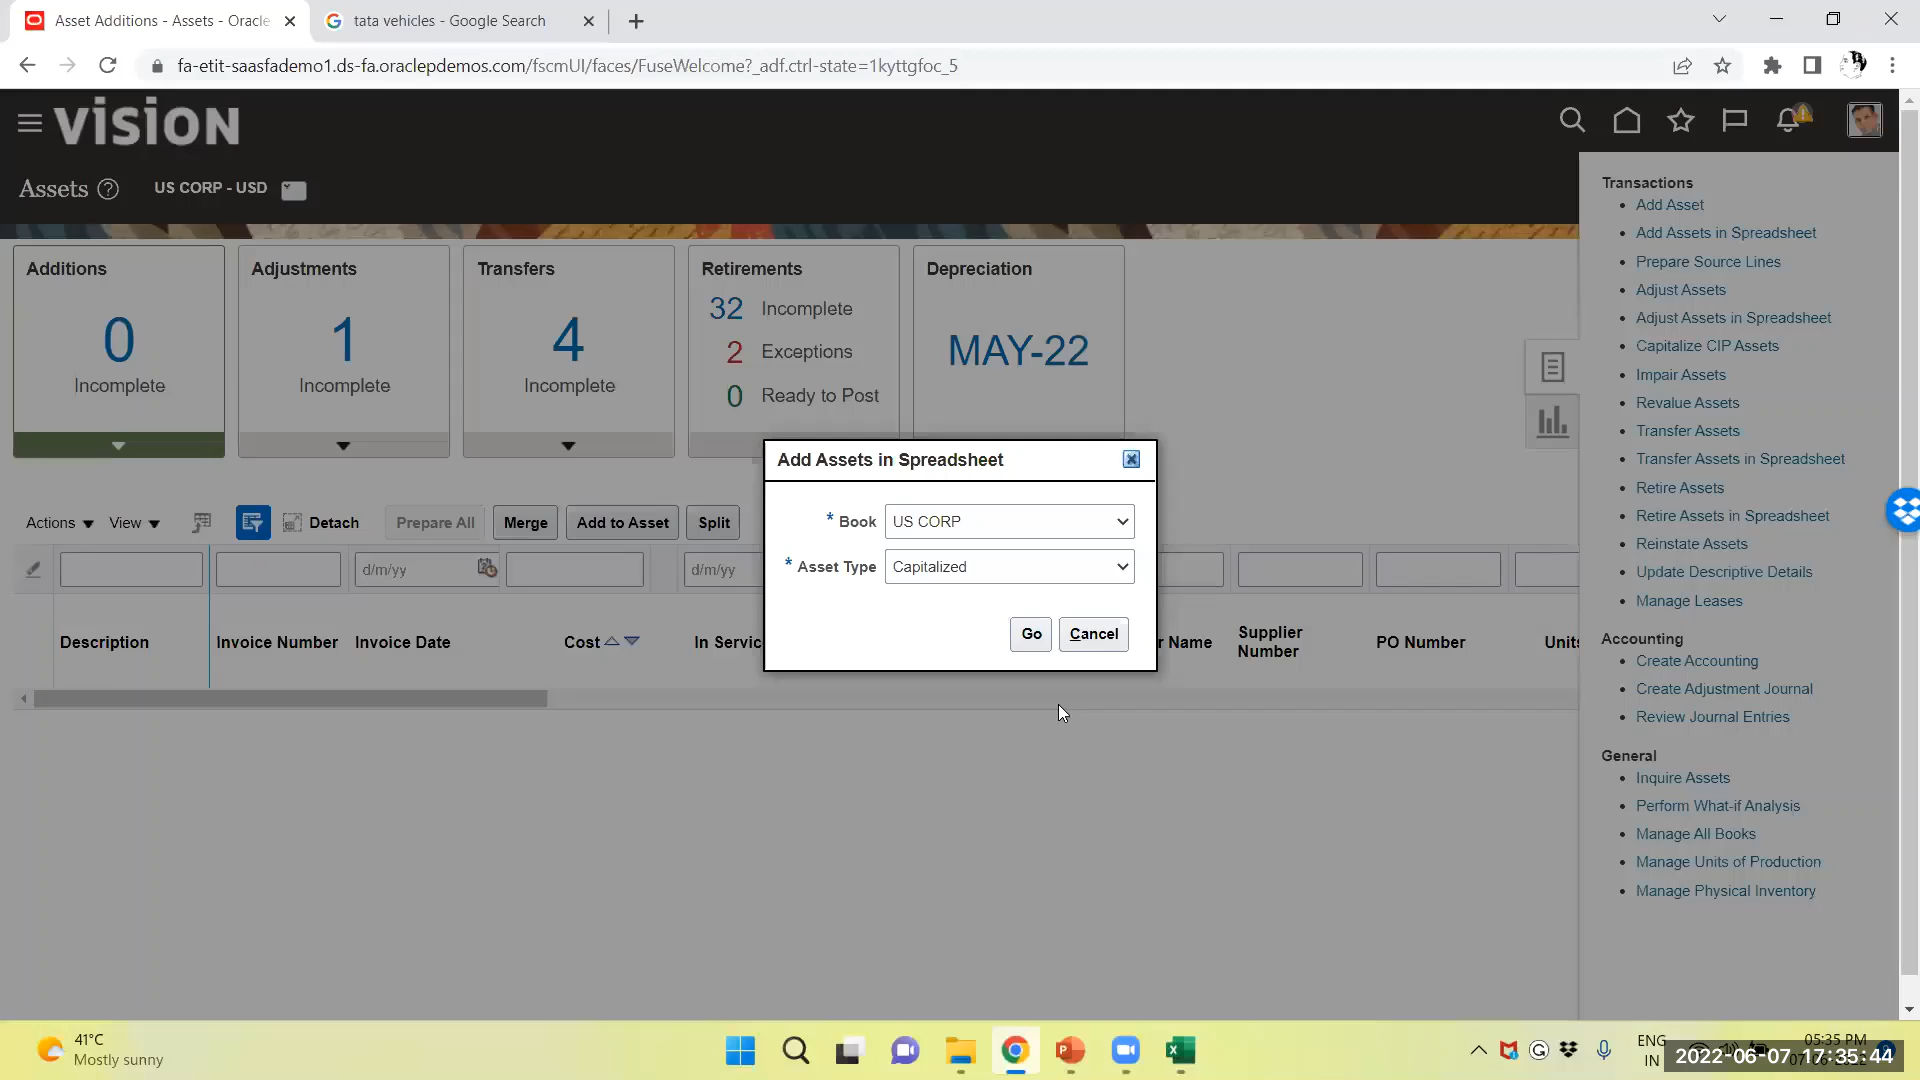 Asset Additions - Assets - Oracle
tata vehicles - Google Search
fa-etit-saasfademo1.ds-fa.oraclepdemos.com/fscmUI/faces/FuseWelcome?_adf.ctrl-state=1kyttgfoc_5
vision
Assets
US CORP - USD
Additions
0
Incomplete
Adjustments
1
Incomplete
Transfers
4
Incomplete
Retirements
32 Incomplete
2 Exceptions
0 Ready to Post
Depreciation
MAY-22
Add Assets in Spreadsheet
* Book US CORP
* Asset Type Capitalized
Go Cancel
Actions View Detach Prepare All Merge Add to Asset Split
d/m/yy d/m/yy
Description Invoice Number Invoice Date Cost In Servic r Name Supplier Number PO Number Units
Transactions
Add Asset
Add Assets in Spreadsheet
Prepare Source Lines
Adjust Assets
Adjust Assets in Spreadsheet
Capitalize CIP Assets
Impair Assets
Revalue Assets
Transfer Assets
Transfer Assets in Spreadsheet
Retire Assets
Retire Assets in Spreadsheet
Reinstate Assets
Update Descriptive Details
Manage Leases
Accounting
Create Accounting
Create Adjustment Journal
Review Journal Entries
General
Inquire Assets
Perform What-if Analysis
Manage All Books
Manage Units of Production
Manage Physical Inventory
41°C
Mostly sunny
ENG
IN
05:35 PM
2022-06-07 17:35:44